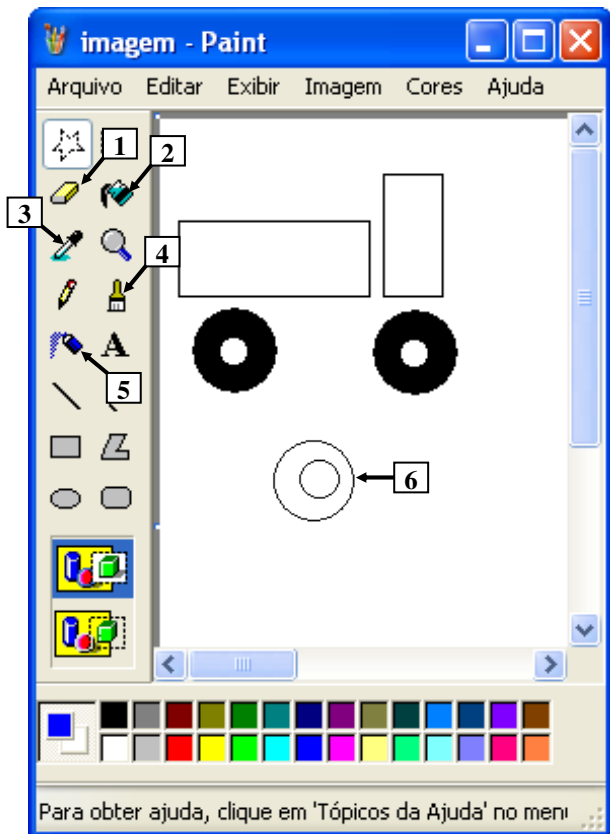 imagem - Paint
Arquivo Editar Exibir Imagem Cores Ajuda
1
2
3
4
A
5
6
Para obter ajuda, clique em 'Tópicos da Ajuda' no menu